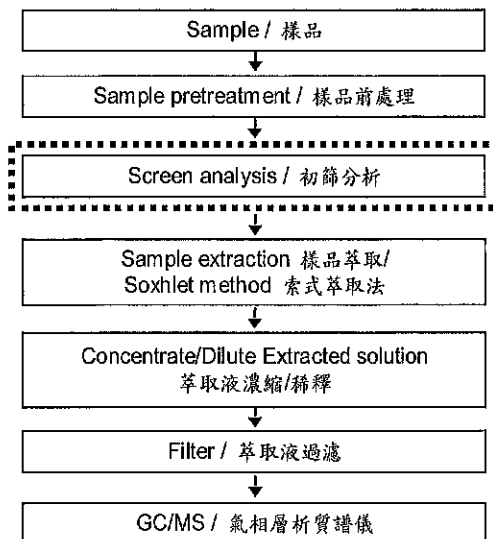 Sample / 樣品
Sample pretreatment / 樣品前處理
Screen analysis / 初篩分析
Sample extraction 樣品萃取/
Soxhlet method 索式萃取法
Concentrate/Dilute Extracted solution
萃取液濃縮/稀釋
Filter / 萃取液過濾
GC/MS / 氣相層析質譜儀